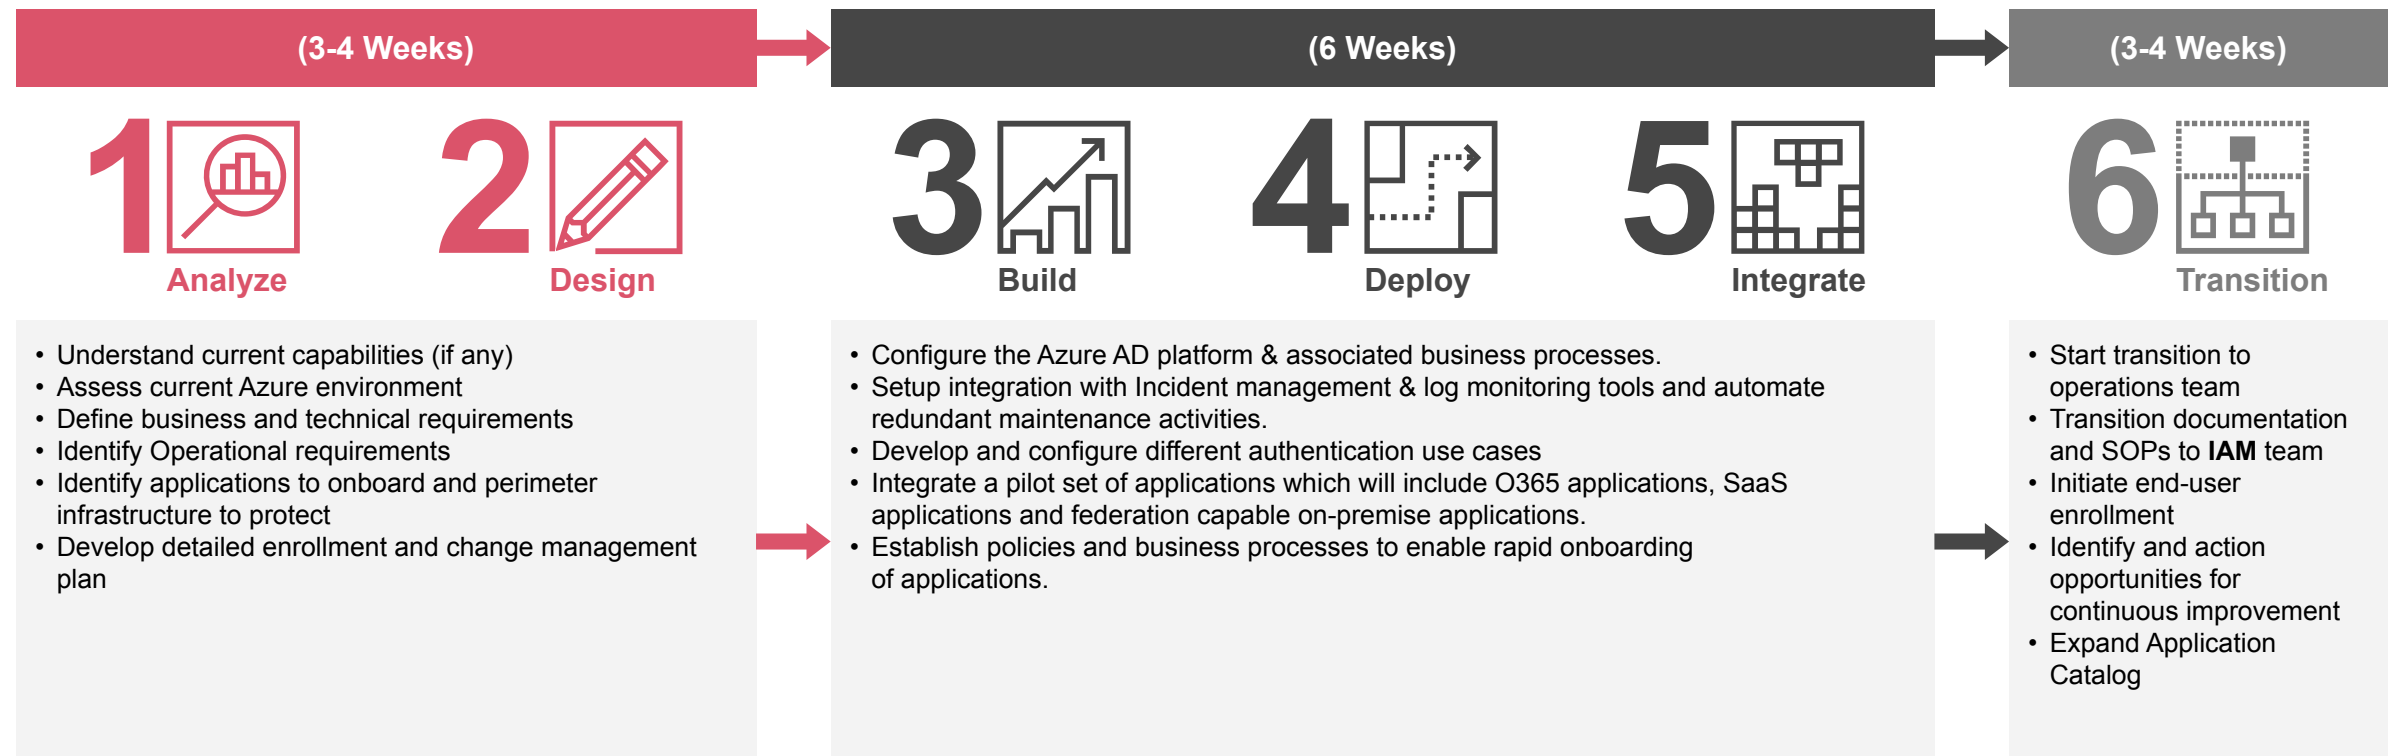 (3-4 Weeks)
(6 Weeks)
(3-4 Weeks)
1
Analyze
2
Design
3
Build
4
Deploy
5
Integrate
6
Transition
• Understand current capabilities (if any)
• Assess current Azure environment
• Define business and technical requirements
• Identify Operational requirements
• Identify applications to onboard and perimeter
infrastructure to protect
• Develop detailed enrollment and change management
plan
• Configure the Azure AD platform & associated business processes.
• Setup integration with Incident management & log monitoring tools and automate
redundant maintenance activities.
• Develop and configure different authentication use cases
• Integrate a pilot set of applications which will include O365 applications, SaaS
applications and federation capable on-premise applications.
• Establish policies and business processes to enable rapid onboarding
of applications.
• Start transition to
operations team
• Transition documentation
and SOPs to IAM team
• Initiate end-user
enrollment
• Identify and action
opportunities for
continuous improvement
• Expand Application
Catalog